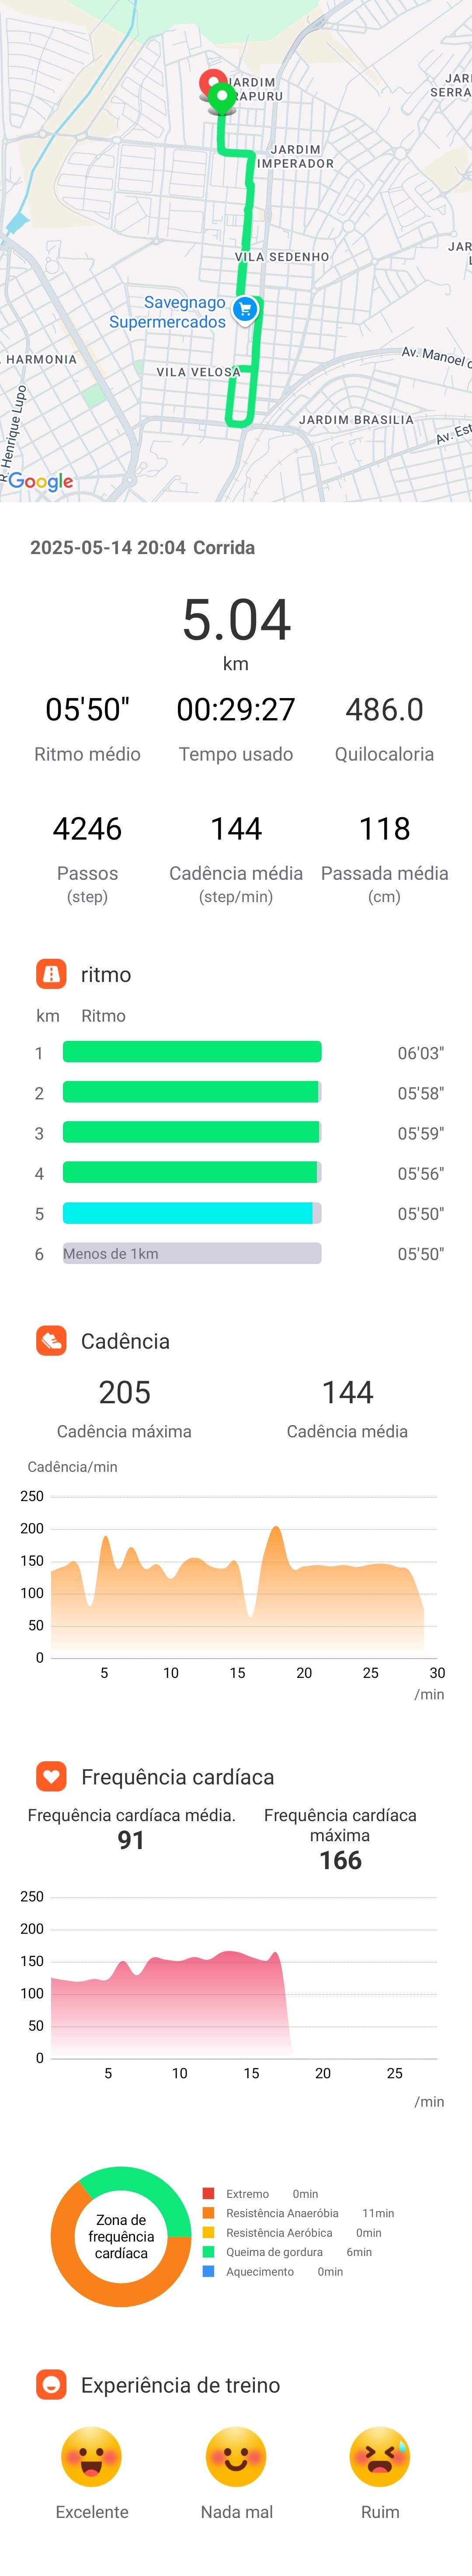 JARDIM
RAPURU
JARDIM
IMPERADOR
VILA SEDENHO
Savegnago
Supermercados
HARMONIA
VILA VELOSA
Av. Manoel
JARDIM BRASILIA
R. Henrique Lupo
Av. Est
Google
2025-05-14 20:04 Corrida
5.04
km
05'50" 00:29:27 486.0
Ritmo médio Tempo usado Quilocaloria
4246 144 118
Passos Cadência média Passada média
(step) (step/min) (cm)
ritmo
km Ritmo
1 06'03"
2 05'58"
3 05'59"
4 05'56"
5 05'50"
6 Menos de 1km 05'50"
Cadência
205 144
Cadência máxima Cadência média
Cadência/min
250
200
150
100
50
0
5 10 15 20 25 30
/min
Frequência cardíaca
Frequência cardíaca média. Frequência cardíaca
máxima
91 166
250
200
150
100
50
0
5 10 15 20 25
/min
Zona de
frequência
cardíaca
Extremo 0min
Resistência Anaeróbia 11min
Resistência Aeróbica 0min
Queima de gordura 6min
Aquecimento 0min
Experiência de treino
Excelente Nada mal Ruim